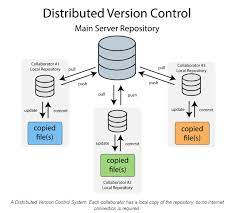 Distributed Version Control
Main Server Repository
Collaborator #1
Local Repository
Collaborator #3
Local Repository
push
push
pull
pull
push
pull
update
commit
update
commit
copied
file(s)
copied
file(s)
Collaborator #2
Local Repository
update
commit
copied
file(s)
A Distributed Version Control System. Each collaborator has a local copy of the repository, so no internet
connection is required.